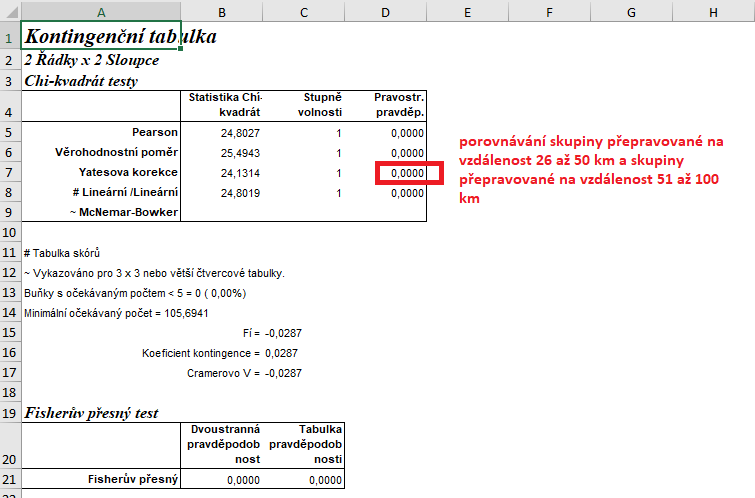 A B C D E F G H
1 Kontingenční tabulka
2 2 Řádky x 2 Sloupce
3 Chi-kvadrát testy
4 Statistika Chí-kvadrát Stupně volnosti Pravostr. pravděp.
5 Pearson 24,8027 1 0,0000
6 Věrohodnostní poměr 25,4943 1 0,0000
7 Yatesova korekce 24,1314 1 0,0000
8 # Lineární /Lineární 24,8019 1 0,0000
9 ~ McNemar-Bowker
porovnávání skupiny přepravované na
vzdálenost 26 až 50 km a skupiny
přepravované na vzdálenost 51 až 100
km
10
11 # Tabulka skórů
12 ~ Vykazováno pro 3 x 3 nebo větší čtvercové tabulky.
13 Buňky s očekávaným počtem < 5 = 0 ( 0,00%)
14 Minimální očekávaný počet = 105,6941
15 Fí = -0,0287
16 Koeficient kontingence = 0,0287
17 Cramerovo V = -0,0287
18
19 Fisherův přesný test
20 Dvoustranná pravděpodobnost Tabulka pravděpodobnosti
21 Fisherův přesný 0,0000 0,0000